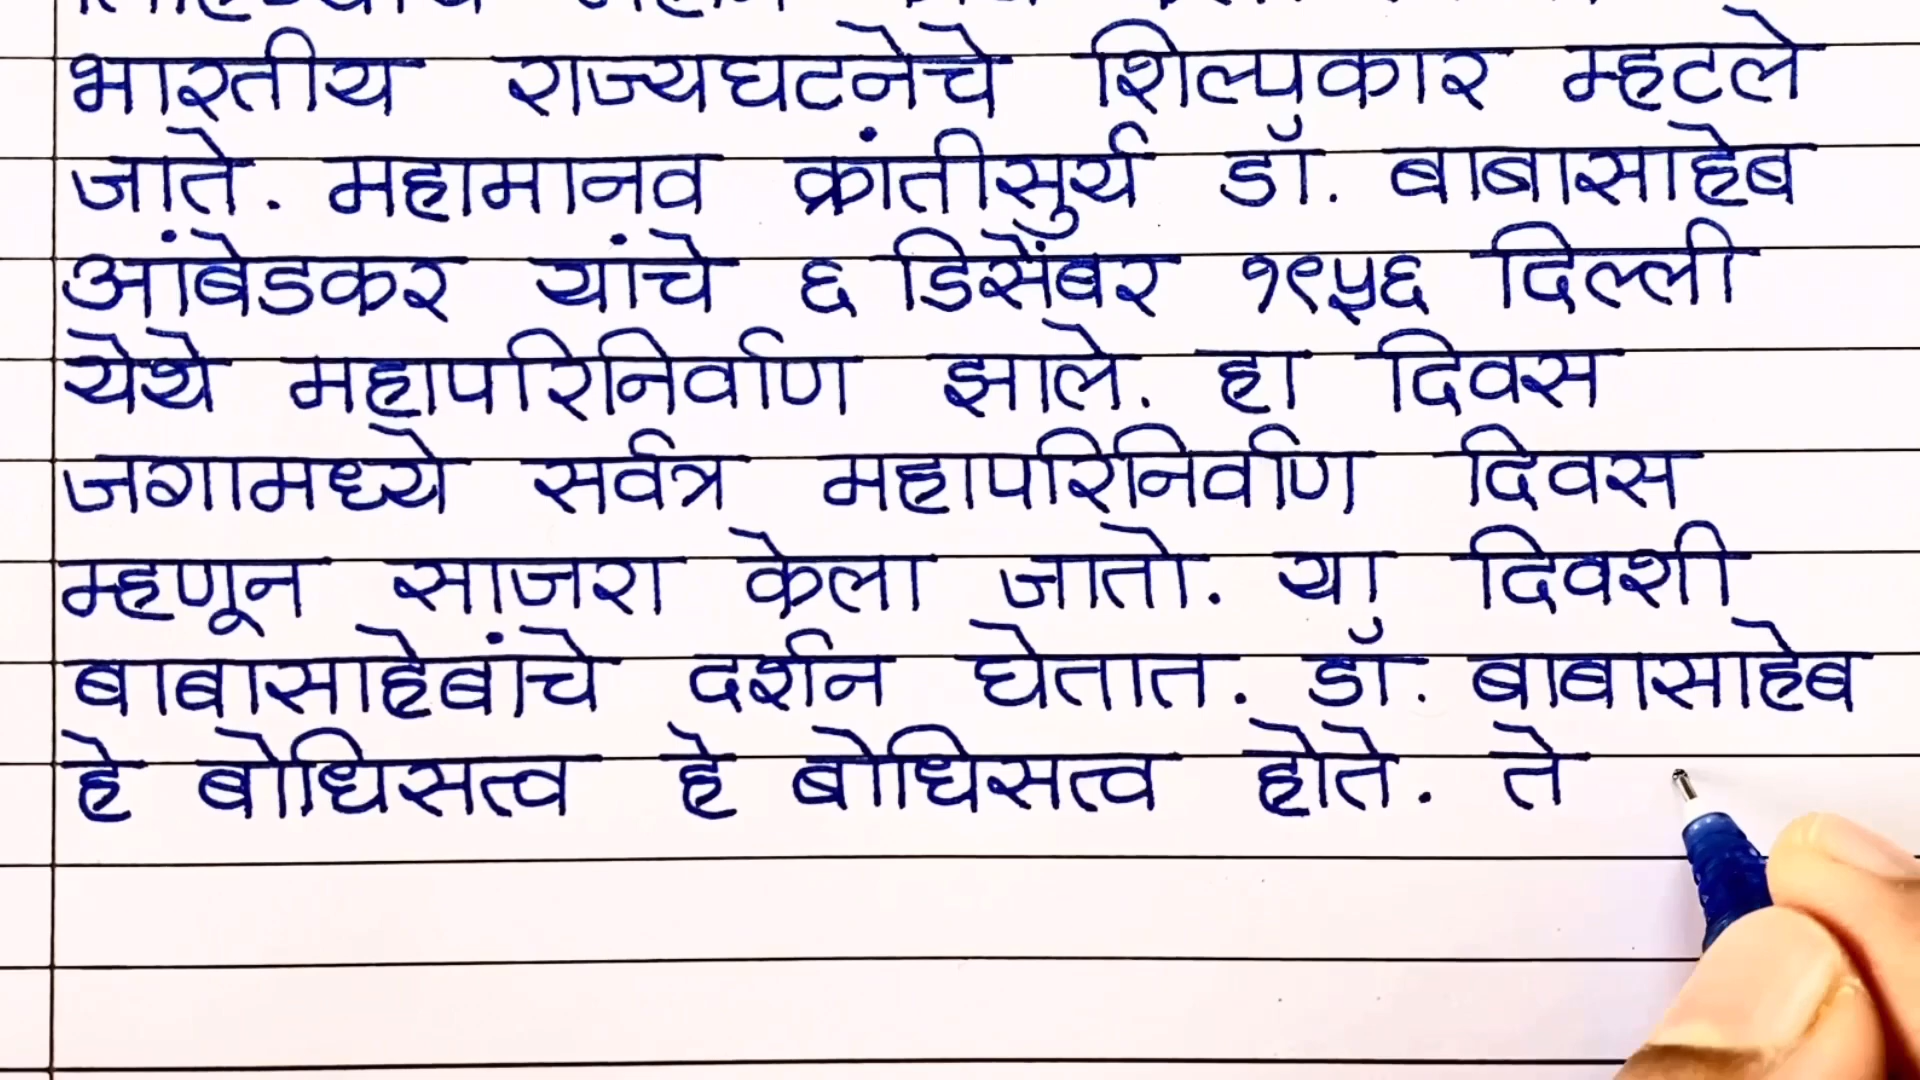 भारतीय राज्यघटनेचे शिल्पकार म्हटले
जाते. महामानव क्रांतीसुर्य डॉ. बाबासाहेब
आंबेडकर यांचे ६ डिसेंबर १९५६ दिल्ली
येथे महापरिनिर्वाण झाले. हा दिवस
जगामध्ये सर्वत्र महापरिनिर्वाण दिवस
म्हणून साजरा केला जातो. या दिवशी
बाबासाहेबांचे दर्शन घेतात. डॉ. बाबासाहेब
हे बोधिसत्व हे बोधिसत्व होते. ते